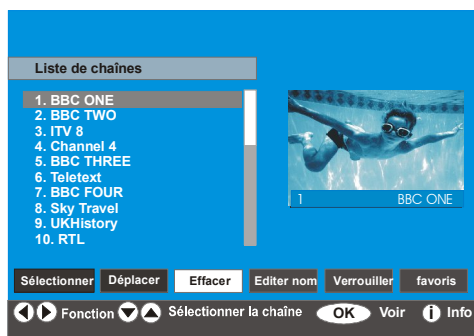 Liste de chaînes
1. BBC ONE
2. BBC TWO
3. ITV 8
4. Channel 4
5. BBC THREE
6. Teletext
7. BBC FOUR
8. Sky Travel
9. UKHistory
10. RTL
1 BBC ONE
Sélectionner Déplacer Effacer Editer nom Verrouiller favoris
Fonction Sélectionner la chaîne OK Voir i Info